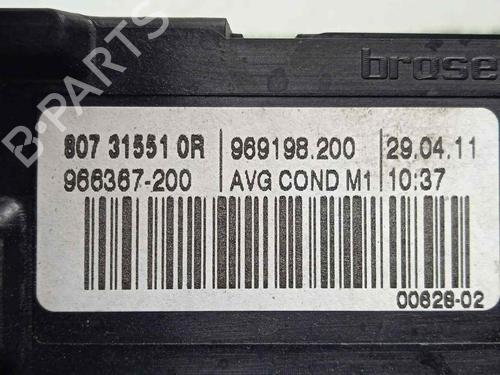 brose
807 31551 0R 969198.200 29.04.11
966367-200 AVG COND M1 10:37
00628-02
B-PARTS